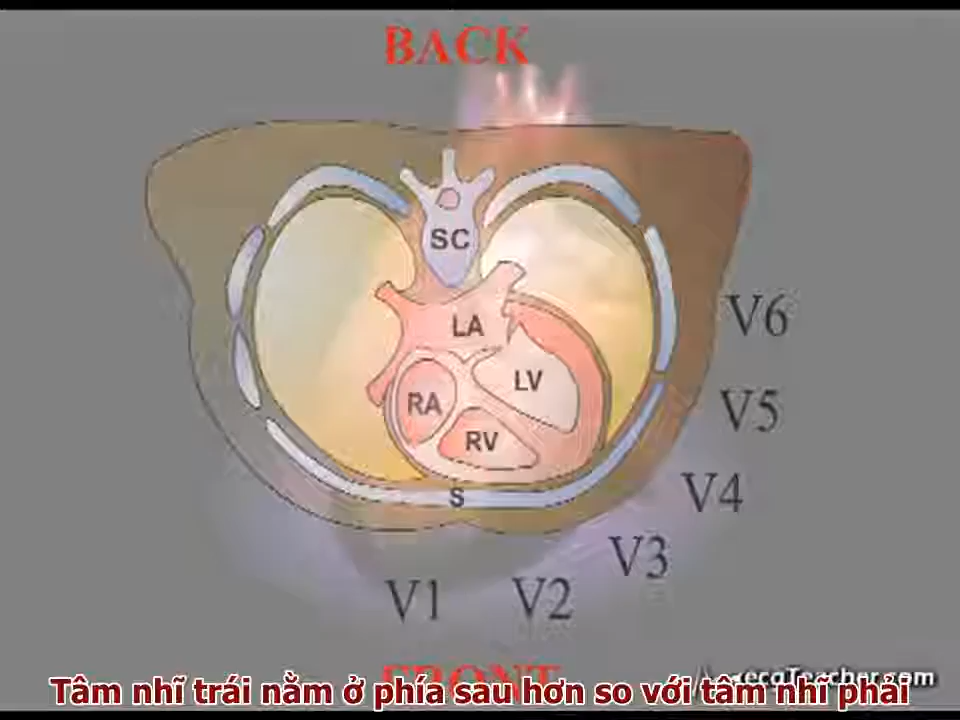 BACK
SC
LA
V6
LV
RA
V5
RV
S
V4
V3
V1
V2
FRONT
Tâm nhĩ trái nằm ở phía sau hơn so với tâm nhĩ phải